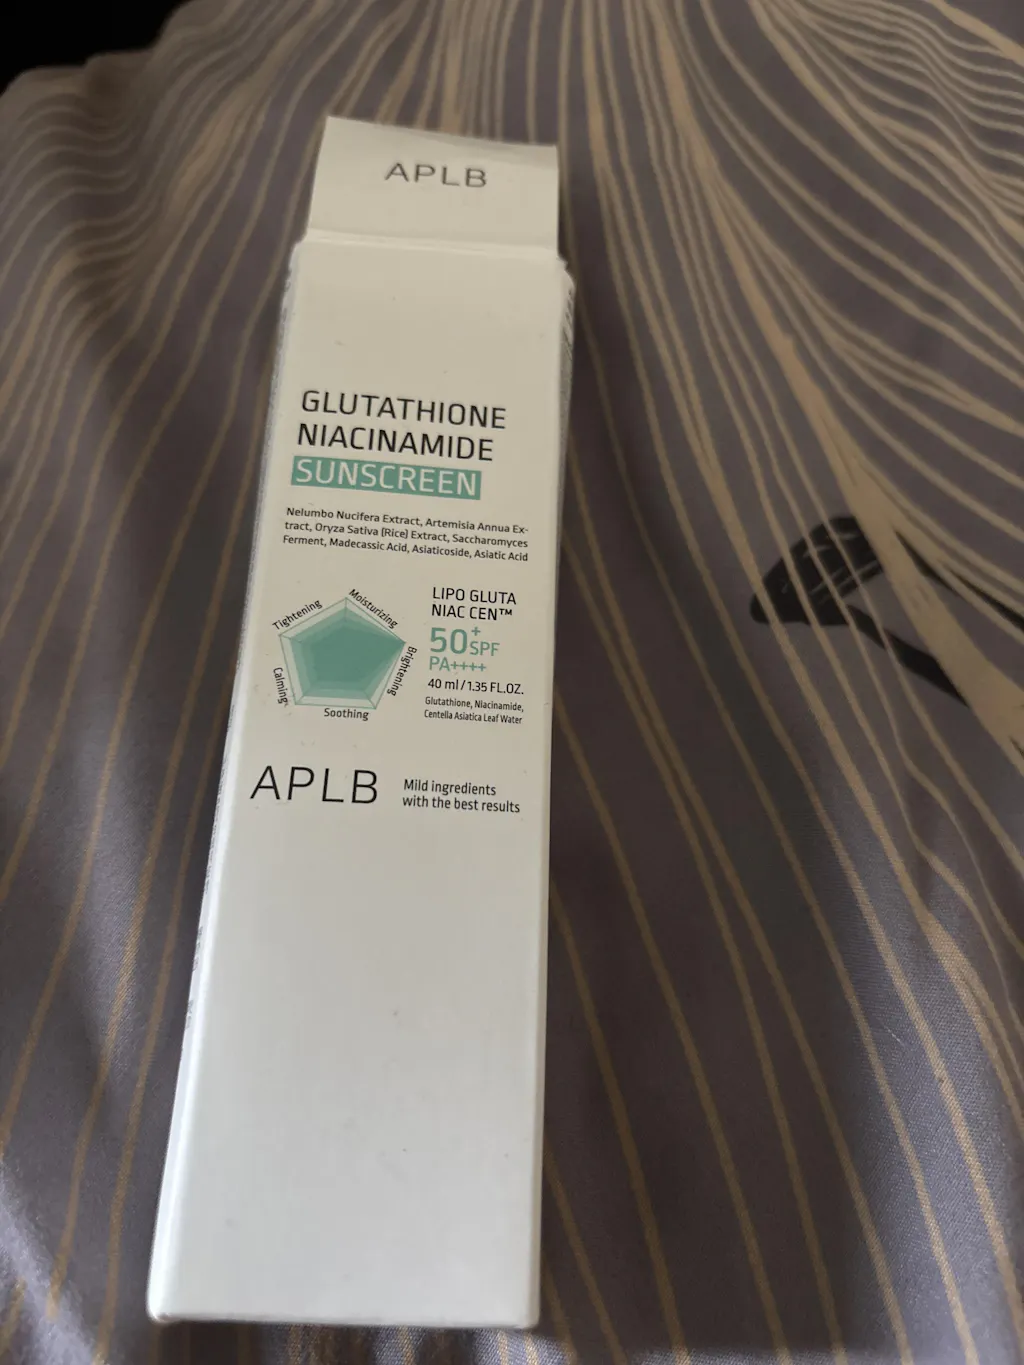 APLB
GLUTATHIONE
NIACINAMIDE
SUNSCREEN
Nelumbo Nucifera Extract, Artemisia Annua Ex-
tract, Oryza Sativa (Rice) Extract, Saccharomyces
Ferment, Madecassic Acid, Asiaticoside, Asiatic Acid
Tightening
Moisturizing
Brightening
Soothing
Calming
LIPO GLUTA
NIAC CEN™
50+ SPF
PA++++
40 ml / 1.35 FL.OZ.
Glutathione, Niacinamide,
Centella Asiatica Leaf Water
APLB
Mild ingredients
with the best results